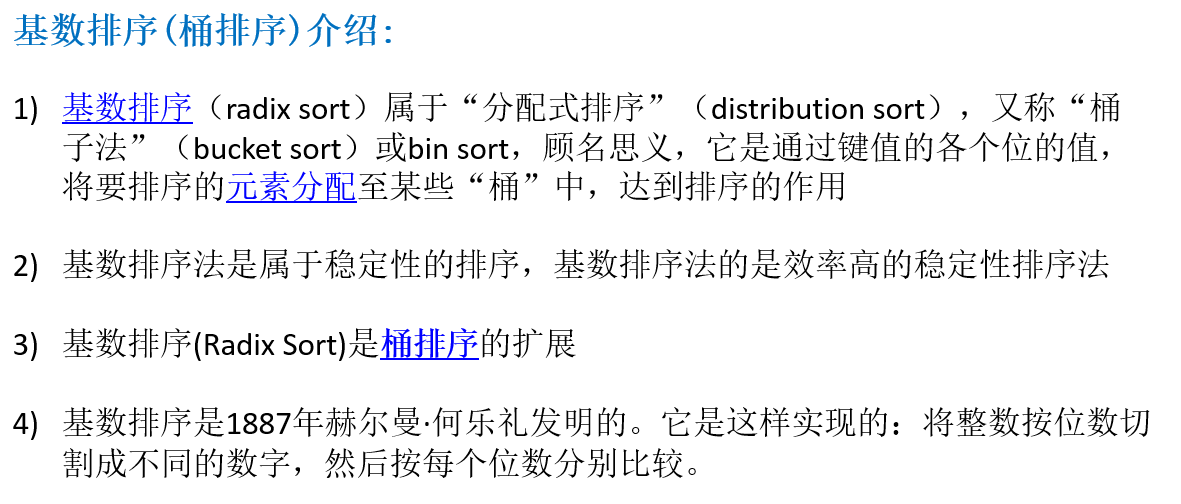 基数排序(桶排序)介绍:
1) 基数排序（radix sort）属于“分配式排序”（distribution sort），又称“桶
子法”（bucket sort）或bin sort，顾名思义，它是通过键值的各个位的值，
将要排序的元素分配至某些“桶”中，达到排序的作用
2) 基数排序法是属于稳定性的排序，基数排序法的是效率高的稳定性排序法
3) 基数排序(Radix Sort)是桶排序的扩展
4) 基数排序是1887年赫尔曼·何乐礼发明的。它是这样实现的：将整数按位数切
割成不同的数字，然后按每个位数分别比较。